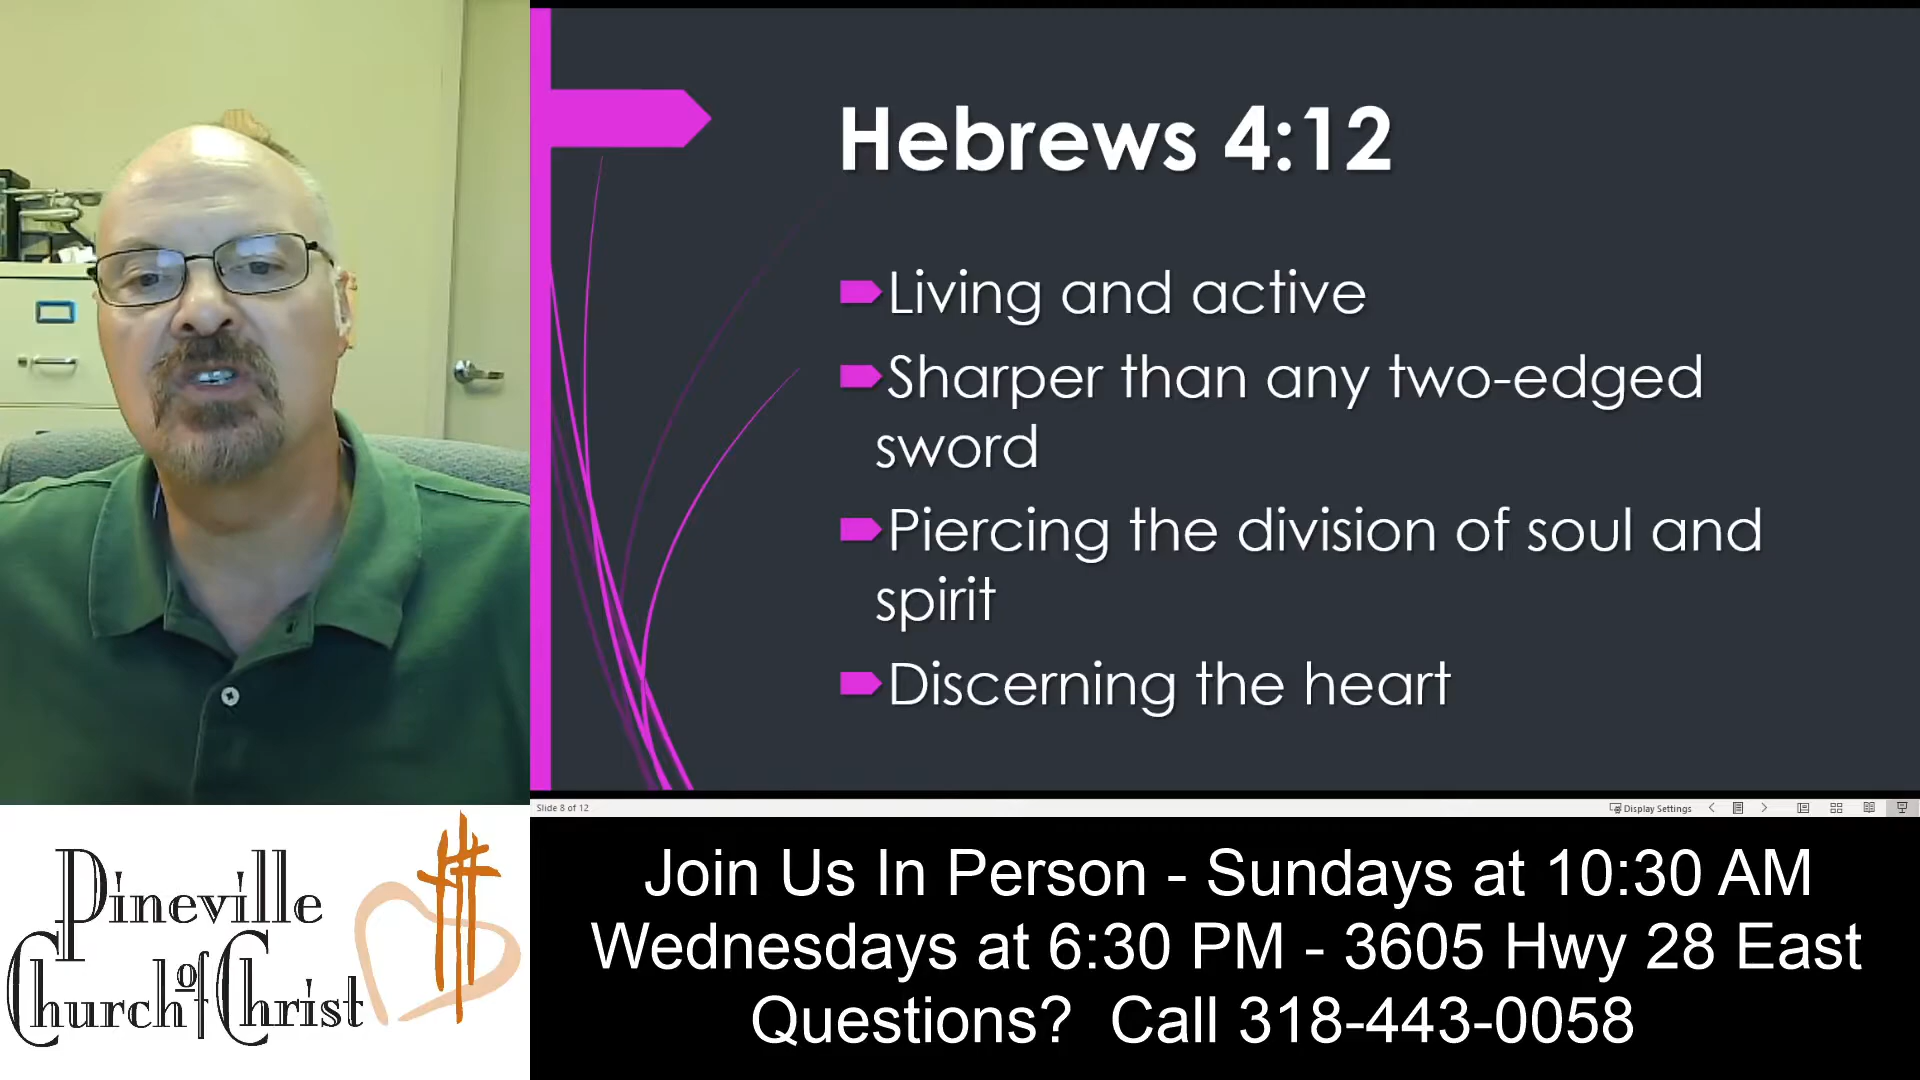 Hebrews 4:12
Living and active
Sharper than any two-edged
sword
Piercing the division of soul and
spirit
Discerning the heart
Slide 8 of 12
Display Settings
Pineville
Church of Christ
Join Us In Person - Sundays at 10:30 AM
Wednesdays at 6:30 PM - 3605 Hwy 28 East
Questions?  Call 318-443-0058